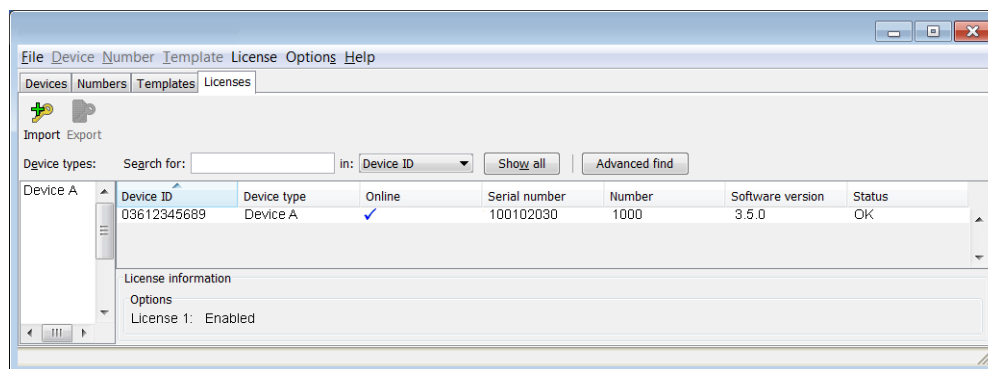 File Device Number Template License Options Help
Devices Numbers Templates Licenses
Import Export
Device types: Search for: in: Device ID Show all Advanced find
Device A
Device ID Device type Online Serial number Number Software version Status
03612345689 Device A 100102030 1000 3.5.0 OK
License information
Options
License 1: Enabled